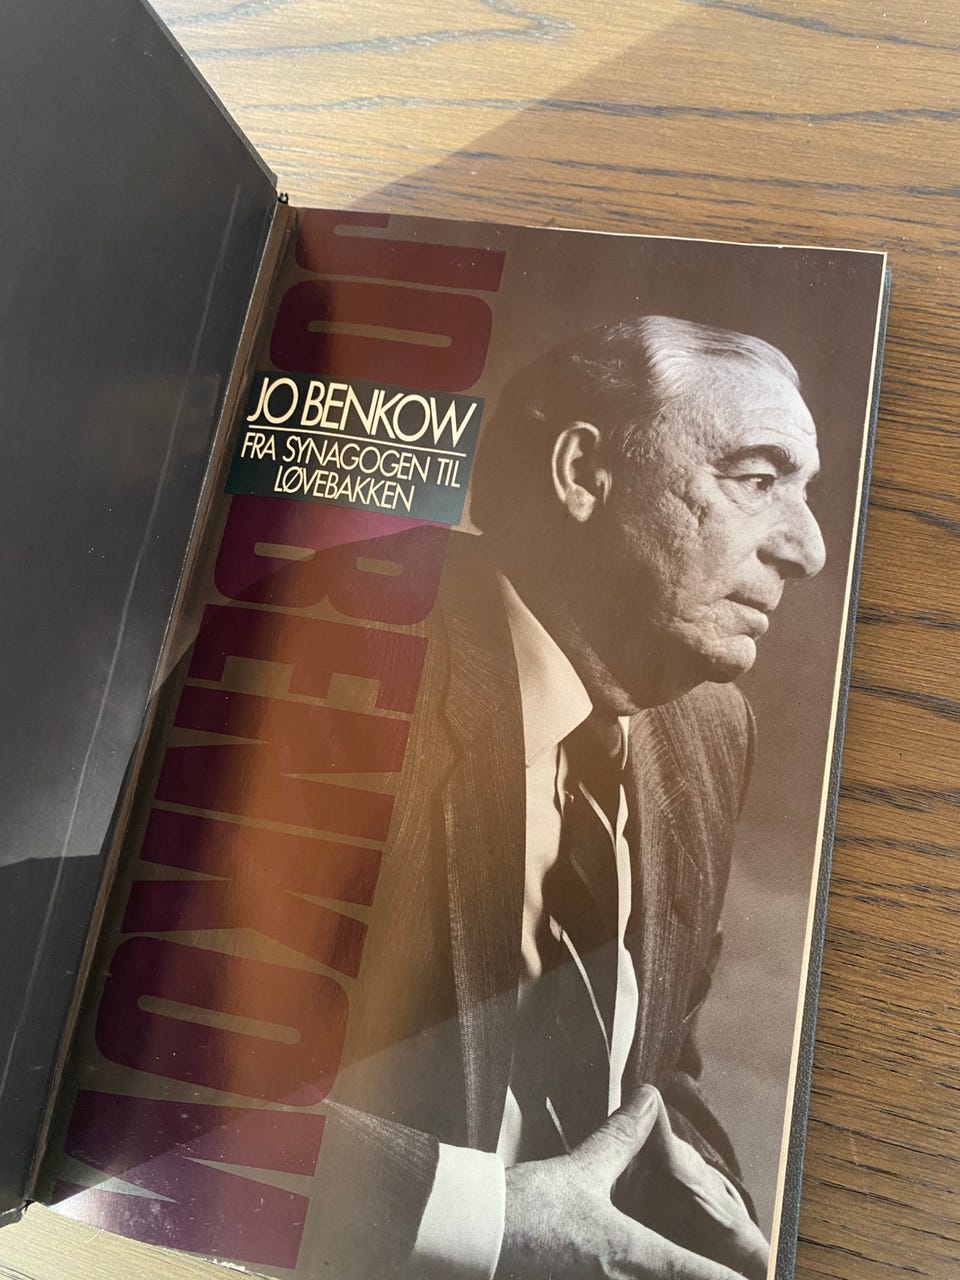 JO BENKOW
JO BENKOW
FRA SYNAGOGEN TIL
LØVEBAKKEN